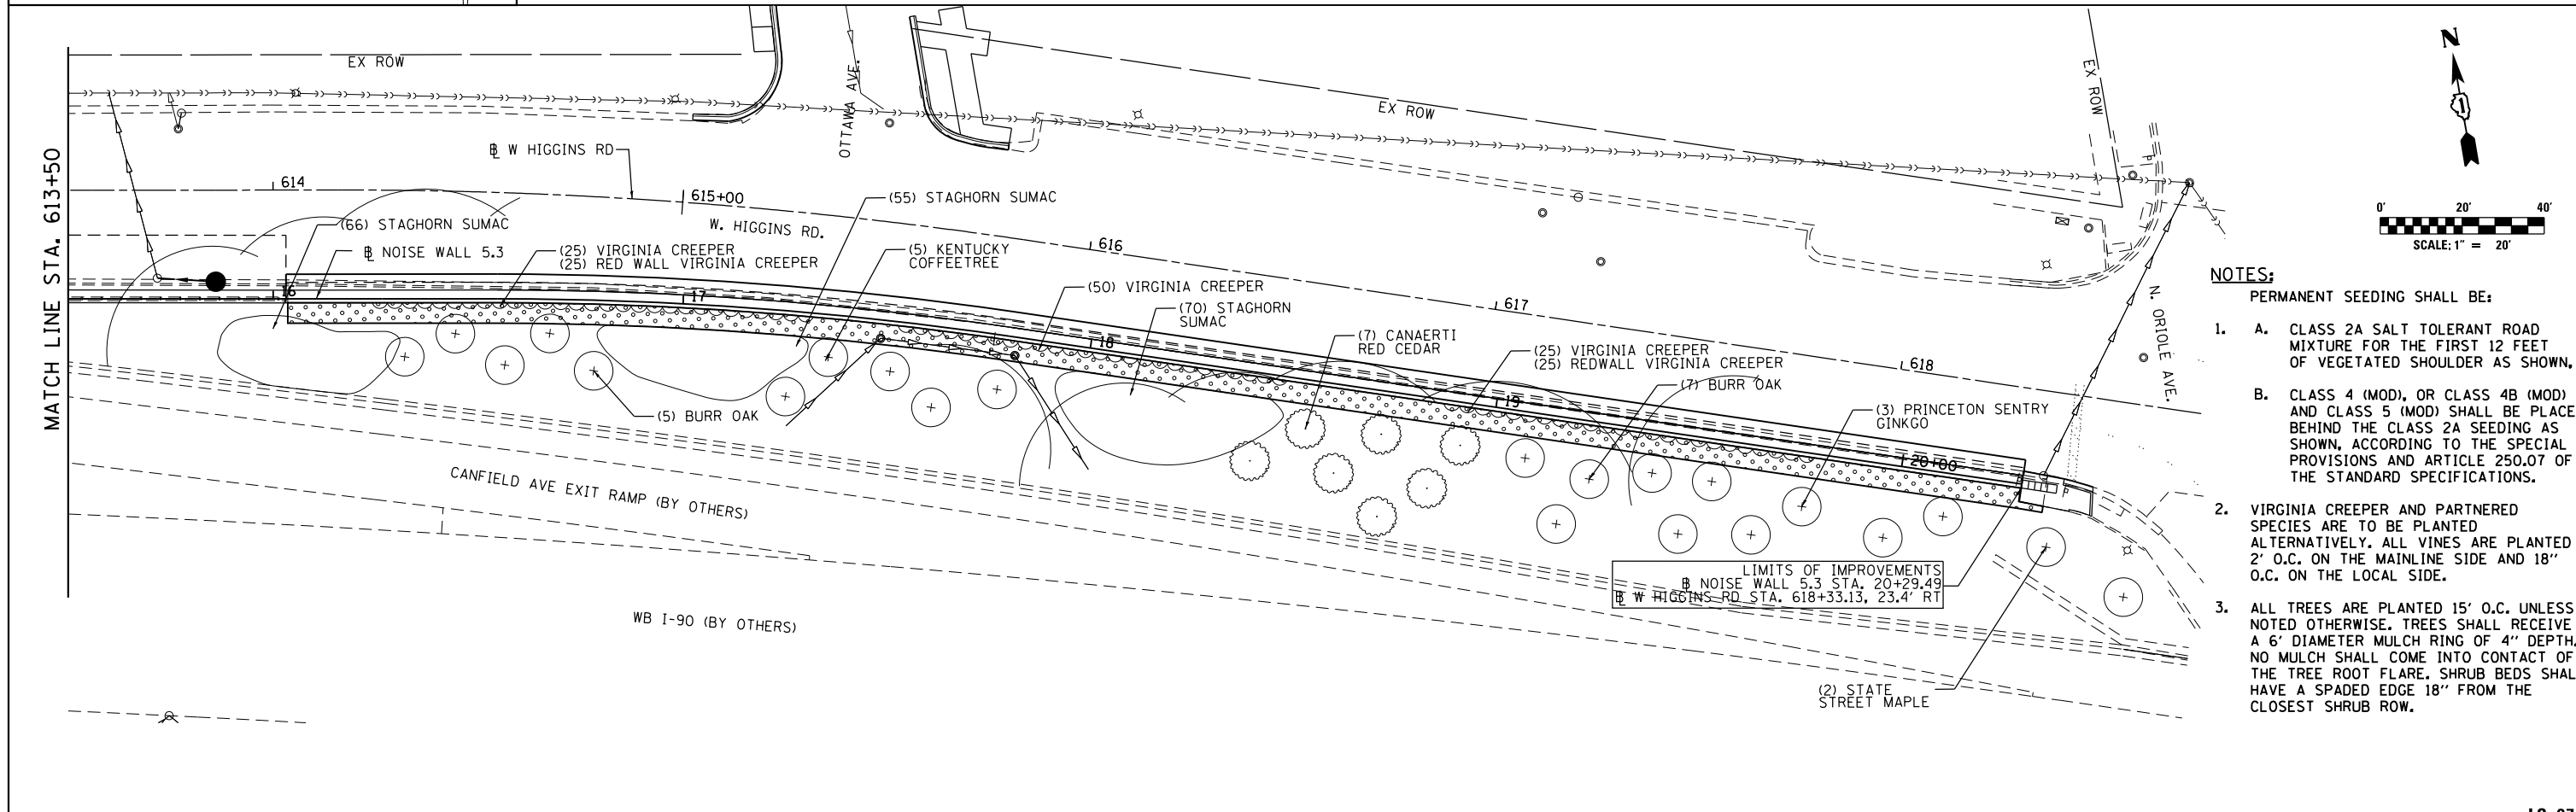 EX ROW
OTTAWA AVE.
EX ROW
EX ROW
N
1
MATCH LINE STA. 613+50
W HIGGINS RD
614
615+00
W. HIGGINS RD.
616
617
618
(66) STAGHORN SUMAC
NOISE WALL 5.3
(25) VIRGINIA CREEPER
(25) RED WALL VIRGINIA CREEPER
(55) STAGHORN SUMAC
(5) KENTUCKY
COFFEETREE
(50) VIRGINIA CREEPER
(70) STAGHORN
SUMAC
(7) CANAERTI
RED CEDAR
(25) VIRGINIA CREEPER
(25) REDWALL VIRGINIA CREEPER
(7) BURR OAK
(3) PRINCETON SENTRY
GINKGO
N. ORIOLE AVE.
16
17
18
19
20+00
(5) BURR OAK
CANFIELD AVE EXIT RAMP (BY OTHERS)
WB I-90 (BY OTHERS)
LIMITS OF IMPROVEMENTS
NOISE WALL 5.3 STA. 20+29.49
W HIGGINS RD STA. 618+33.13, 23.4' RT
(2) STATE
STREET MAPLE
0' 20' 40'
SCALE: 1" = 20'
NOTES:
PERMANENT SEEDING SHALL BE:
1. A. CLASS 2A SALT TOLERANT ROAD
MIXTURE FOR THE FIRST 12 FEET
OF VEGETATED SHOULDER AS SHOWN.
B. CLASS 4 (MOD), OR CLASS 4B (MOD)
AND CLASS 5 (MOD) SHALL BE PLACE
BEHIND THE CLASS 2A SEEDING AS
SHOWN, ACCORDING TO THE SPECIAL
PROVISIONS AND ARTICLE 250.07 OF
THE STANDARD SPECIFICATIONS.
2. VIRGINIA CREEPER AND PARTNERED
SPECIES ARE TO BE PLANTED
ALTERNATIVELY. ALL VINES ARE PLANTED
2' O.C. ON THE MAINLINE SIDE AND 18"
O.C. ON THE LOCAL SIDE.
3. ALL TREES ARE PLANTED 15' O.C. UNLESS
NOTED OTHERWISE. TREES SHALL RECEIVE
A 6' DIAMETER MULCH RING OF 4" DEPTH.
NO MULCH SHALL COME INTO CONTACT OF
THE TREE ROOT FLARE. SHRUB BEDS SHAL
HAVE A SPADED EDGE 18" FROM THE
CLOSEST SHRUB ROW.